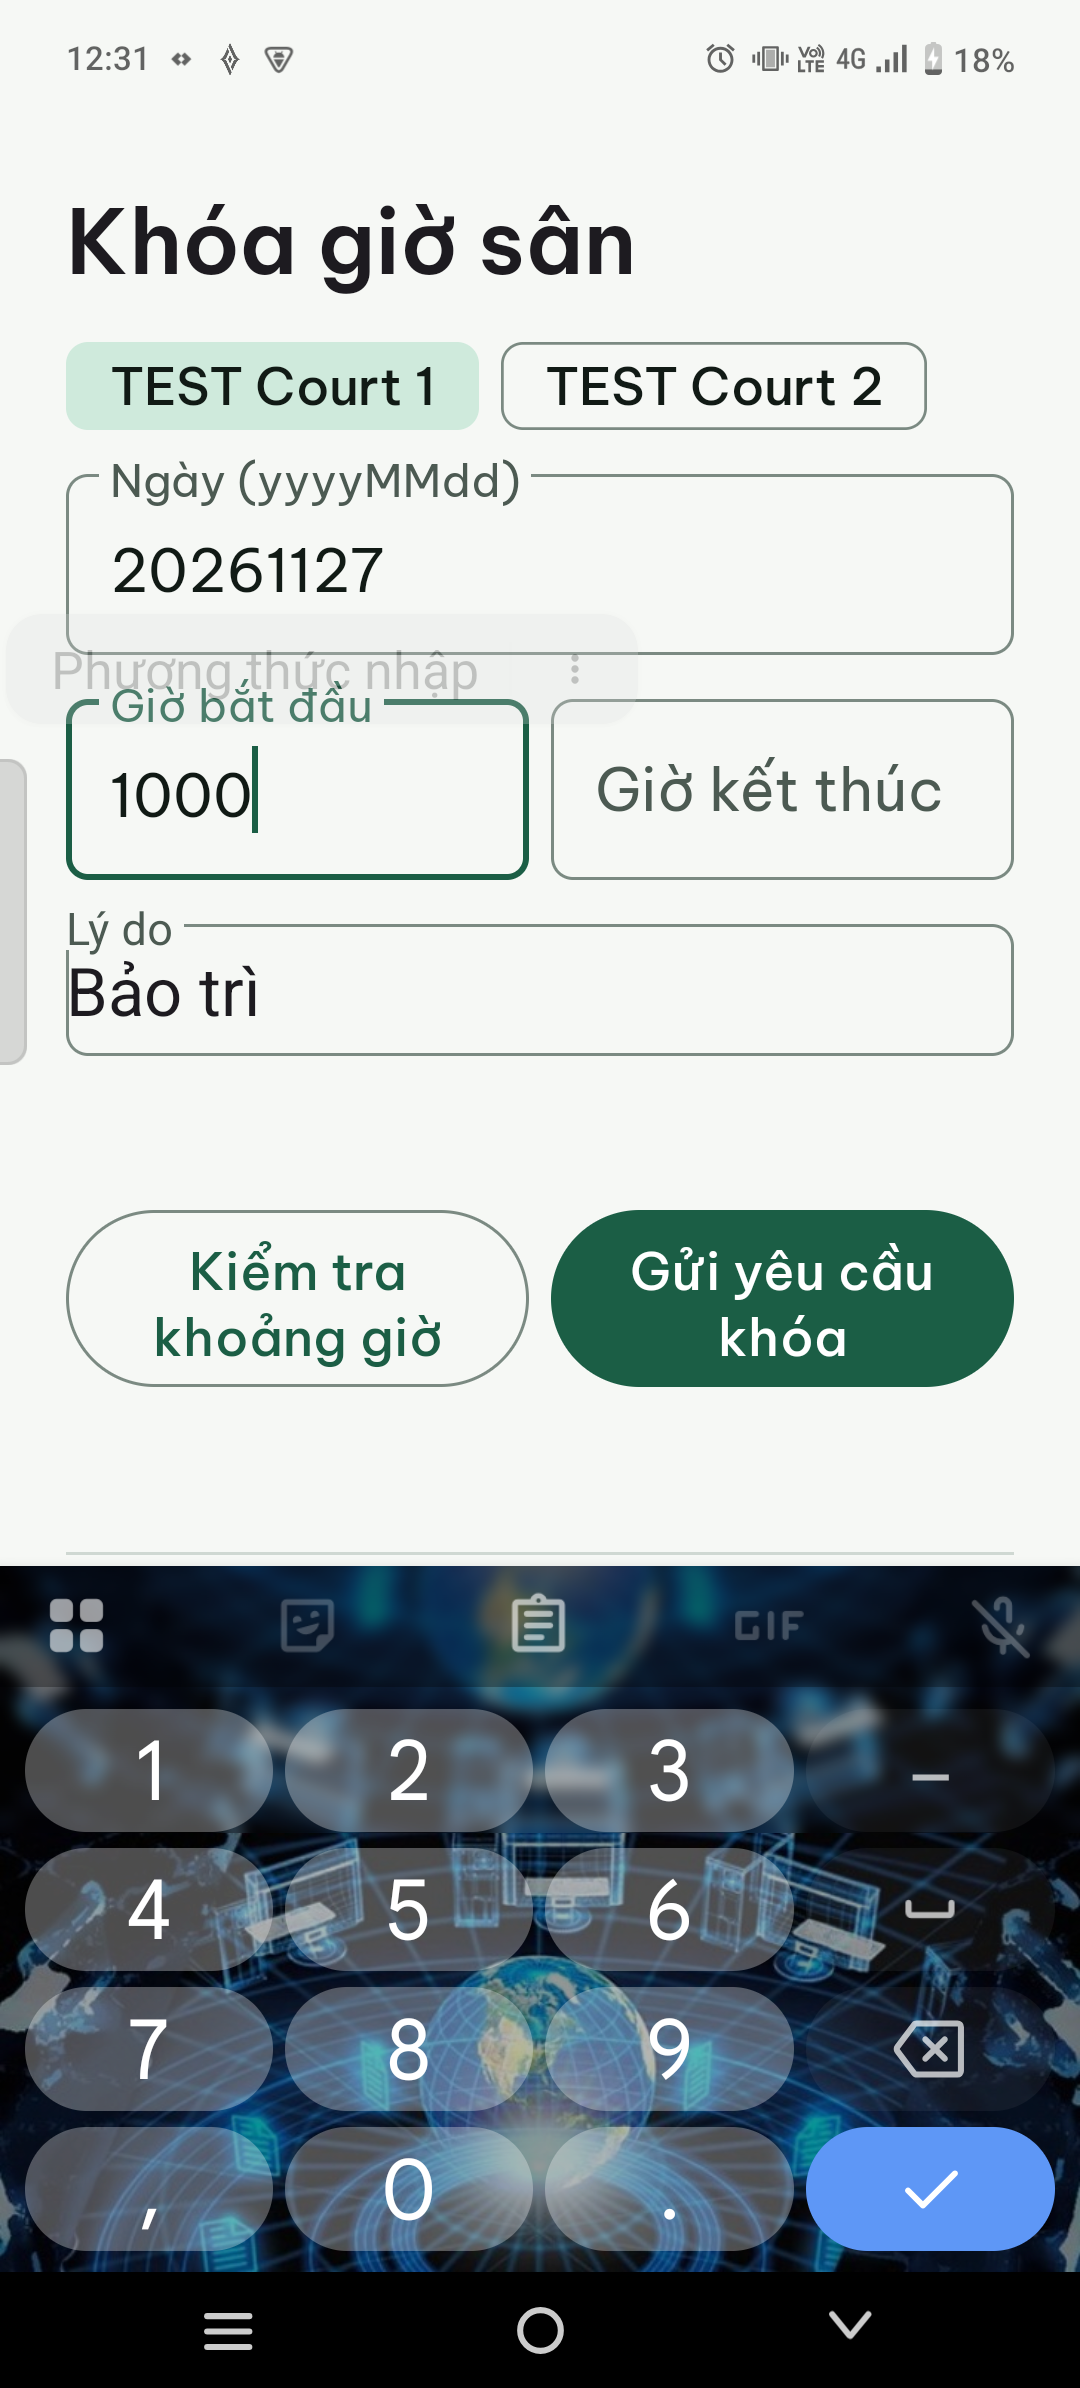 12:31
VoD LTE 4G 18%
Khóa giờ sân
TEST Court 1 TEST Court 2
Ngày (yyyyMMdd)
20261127
Phương thức nhập
Giờ bắt đầu
1000 Giờ kết thúc
Lý do
Bảo trì
Kiểm tra khoảng giờ
Gửi yêu cầu khóa
GIF
1 2 3 –
4 5 6
7 8 9
, 0 .